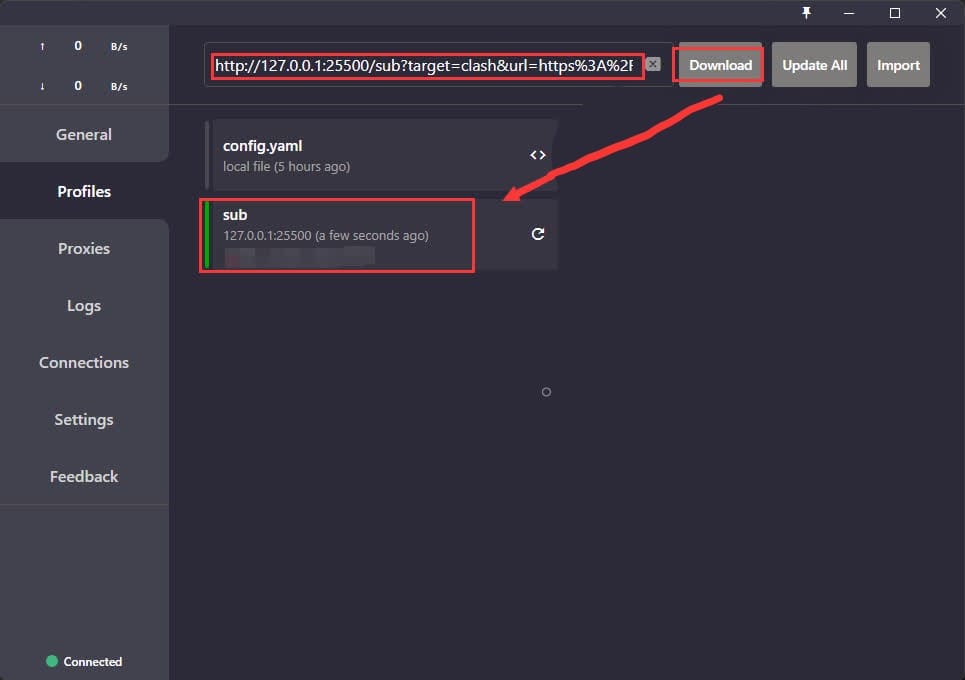 ↑ 0 B/s
↓ 0 B/s
General
Profiles
Proxies
Logs
Connections
Settings
Feedback
Connected
http://127.0.0.1:25500/sub?target=clash&url=https%3A%2F
Download
Update All
Import
config.yaml
local file (5 hours ago)
<>
sub
127.0.0.1:25500 (a few seconds ago)